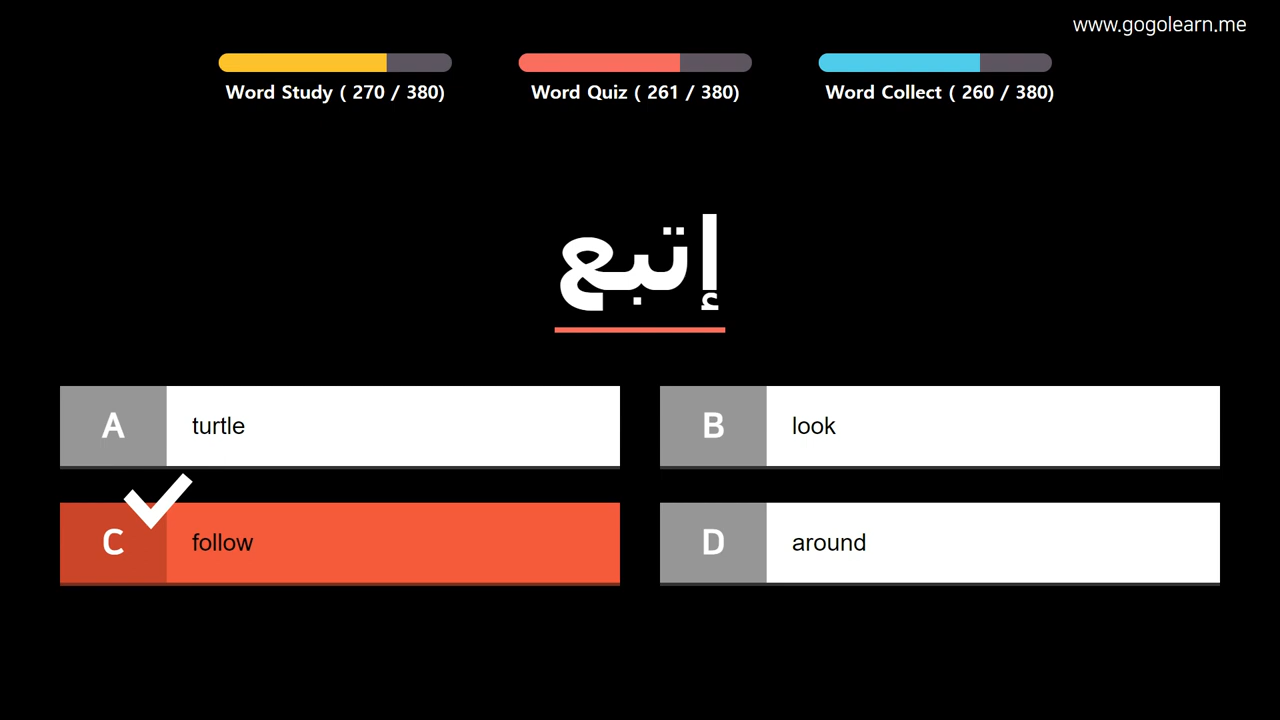 www.gogolearn.me
Word Study ( 270 / 380)
Word Quiz ( 261 / 380)
Word Collect ( 260 / 380)
إتبع
A turtle
B look
C follow
D around